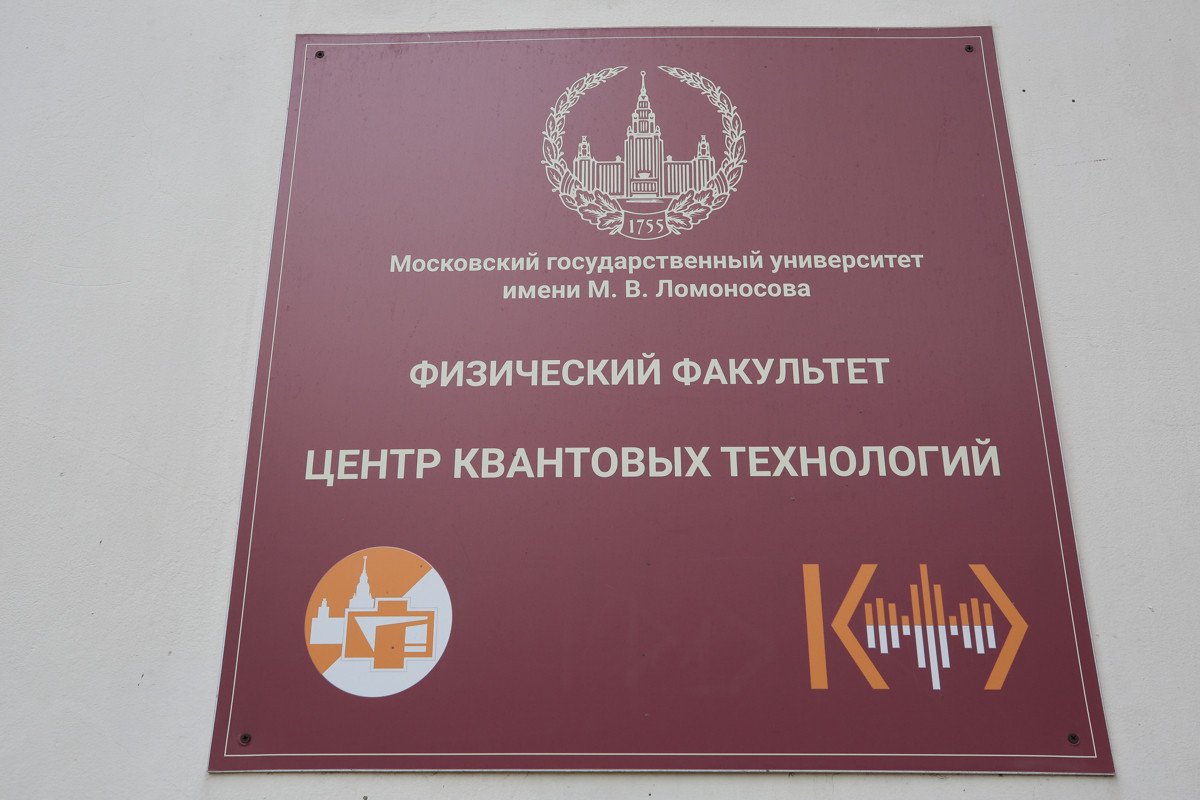 1755
Московский государственный университет
имени М. В. Ломоносова
ФИЗИЧЕСКИЙ ФАКУЛЬТЕТ
ЦЕНТР КВАНТОВЫХ ТЕХНОЛОГИЙ